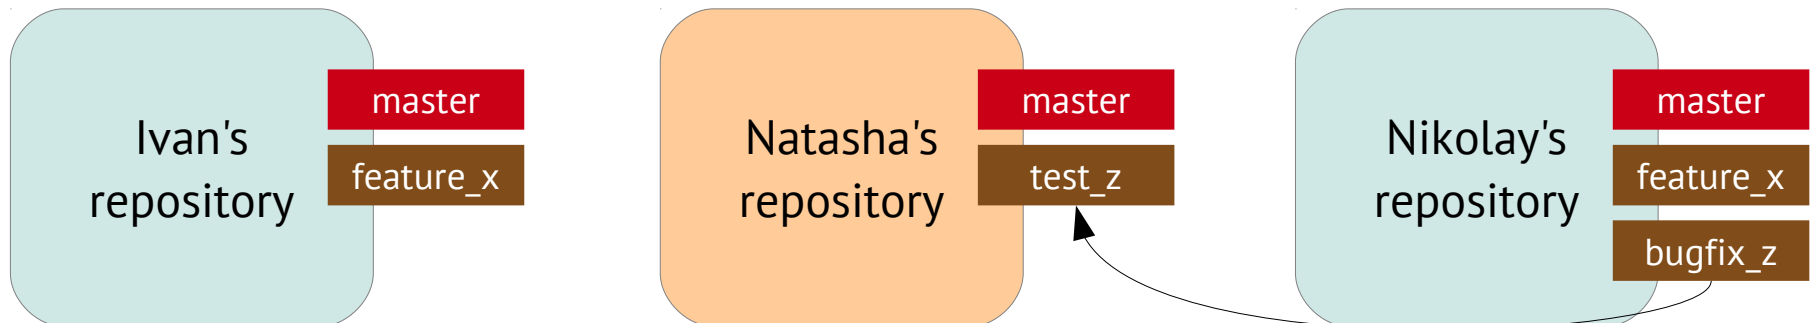 Ivan's
repository
master
feature_x
Natasha's
repository
master
test_z
Nikolay's
repository
master
feature_x
bugfix_z